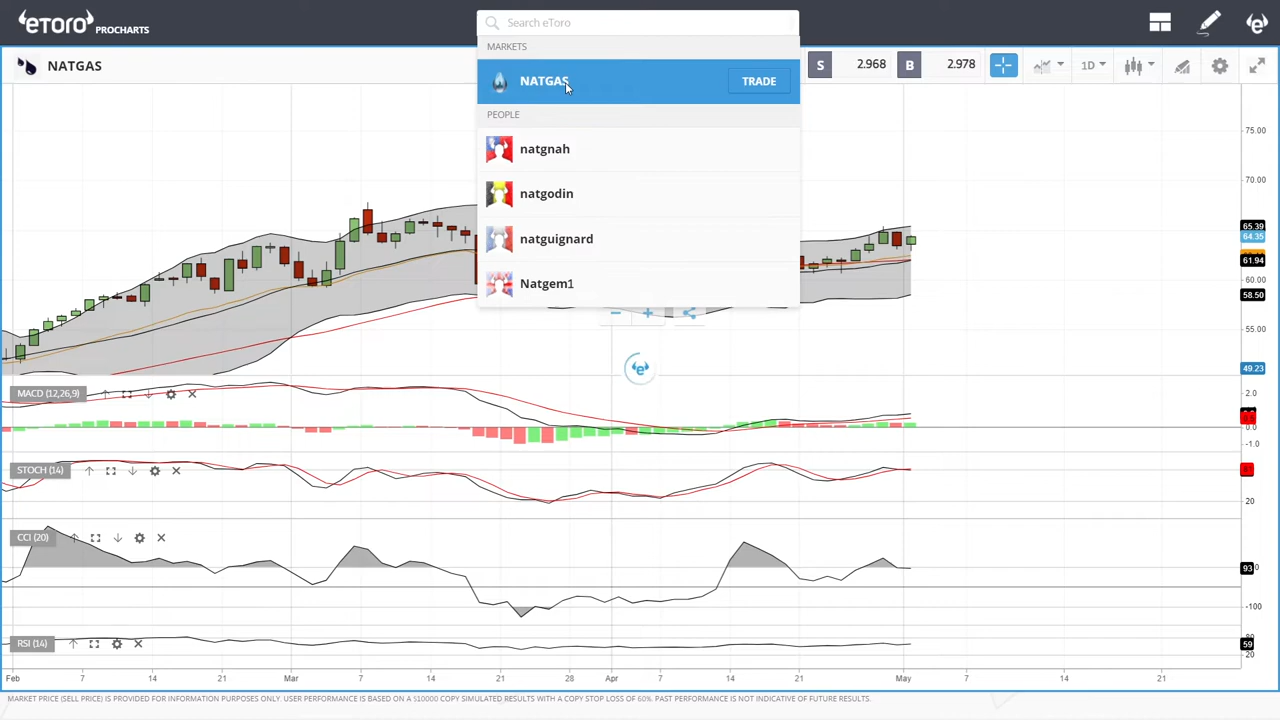 eTORO PROCHARTS
Search eToro
MARKETS
NATGAS
TRADE
PEOPLE
natgnah
natgodin
natguignard
Natgem1
NATGAS
S 2.968 B 2.978
1D
75.00
70.00
65.39
64.35
61.94
60.00
58.50
55.00
49.23
MACD (12,26,9)
2.0
0.0
-1.0
STOCH (14)
20
CCI (20)
93
-100
RSI (14)
80
59
20
Feb 7 14 21 Mar 7 14 21 28 Apr 7 14 21 May 7 14 21
MARKET PRICE (SELL PRICE) IS PROVIDED FOR INFORMATION PURPOSES ONLY. USER PERFORMANCE IS BASED ON A $10000 COPY SIMULATED RESULTS WITH A COPY STOP LOSS OF 60%. PAST PERFORMANCE IS NOT INDICATIVE OF FUTURE RESULTS.